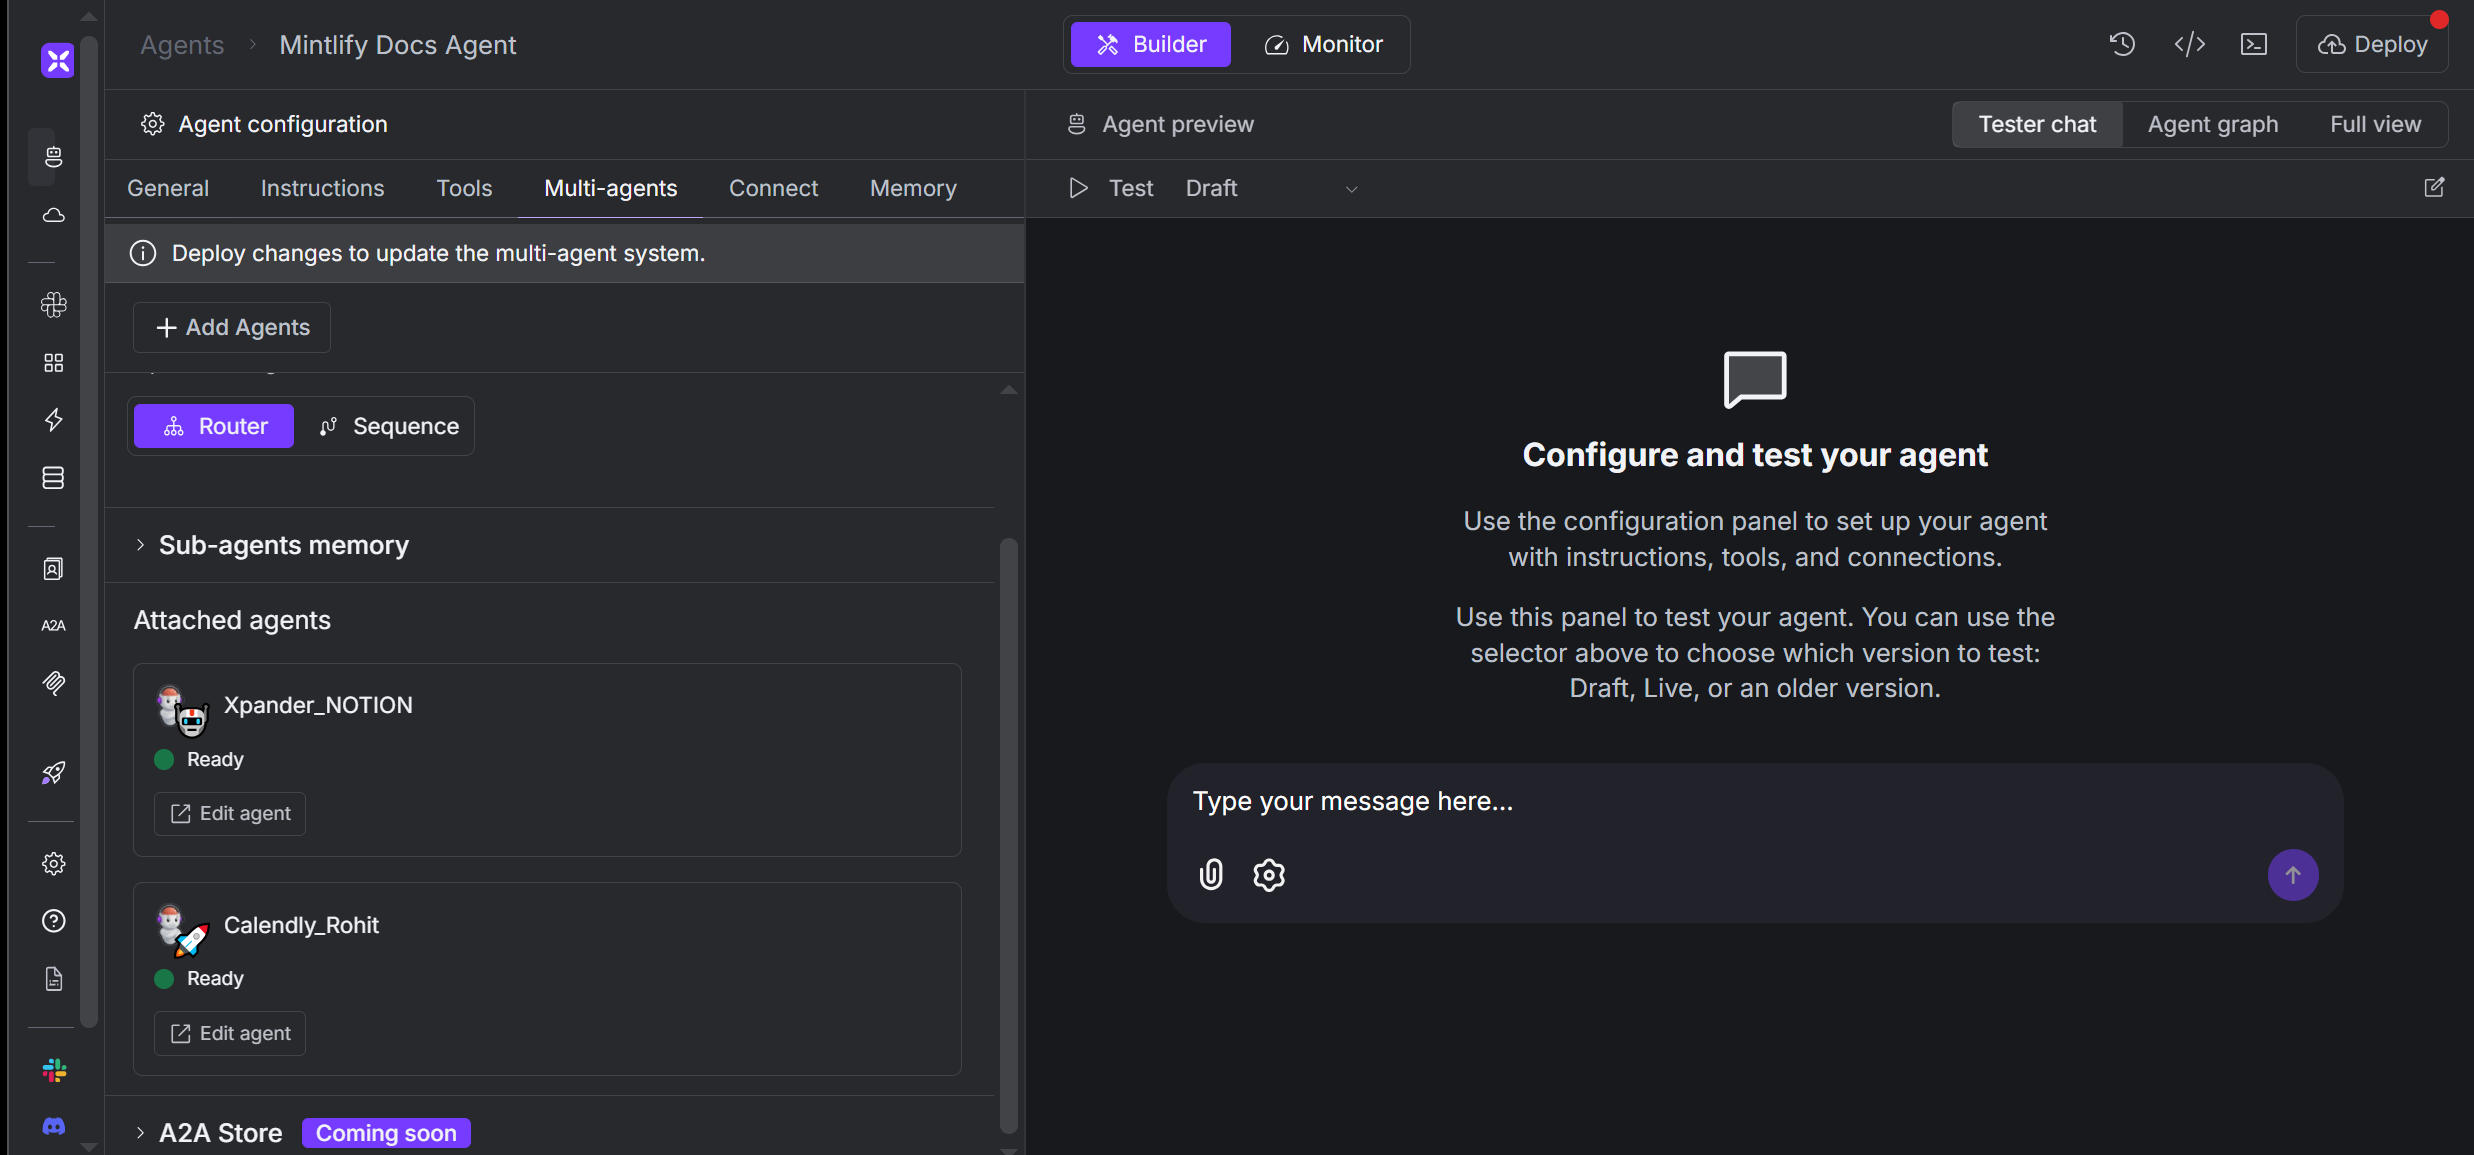 Agents > Mintlify Docs Agent
Builder
Monitor
Deploy
Agent configuration
General
Instructions
Tools
Multi-agents
Connect
Memory
Deploy changes to update the multi-agent system.
+ Add Agents
Router
Sequence
Sub-agents memory
Attached agents
Xpander_NOTION
Ready
Edit agent
Calendly_Rohit
Ready
Edit agent
A2A Store
Coming soon
A2A
Agent preview
Tester chat
Agent graph
Full view
Test
Draft
Configure and test your agent
Use the configuration panel to set up your agent
with instructions, tools, and connections.
Use this panel to test your agent. You can use the
selector above to choose which version to test:
Draft, Live, or an older version.
Type your message here...